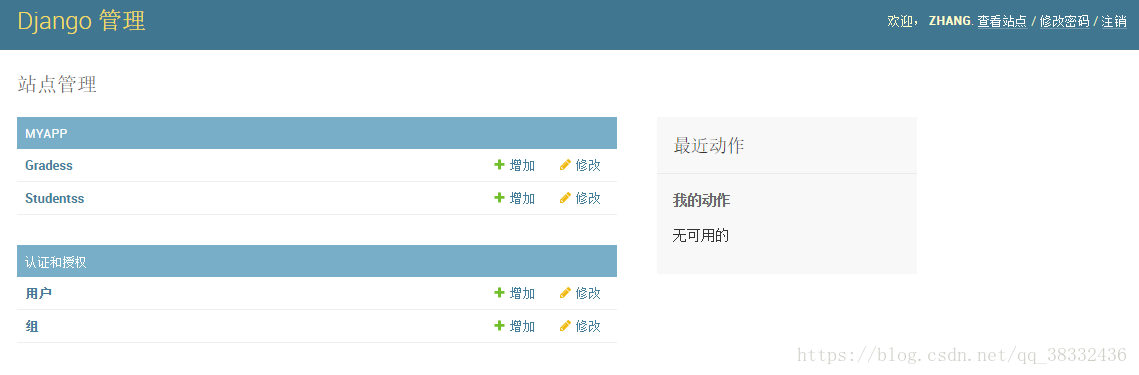 Django 管理
欢迎， ZHANG. 查看站点 / 修改密码 / 注销
站点管理
MYAPP
Gradess 增加 修改
Studentss 增加 修改
认证和授权
用户 增加 修改
组 增加 修改
最近动作
我的动作
无可用的
https://blog.csdn.net/qq_38332436